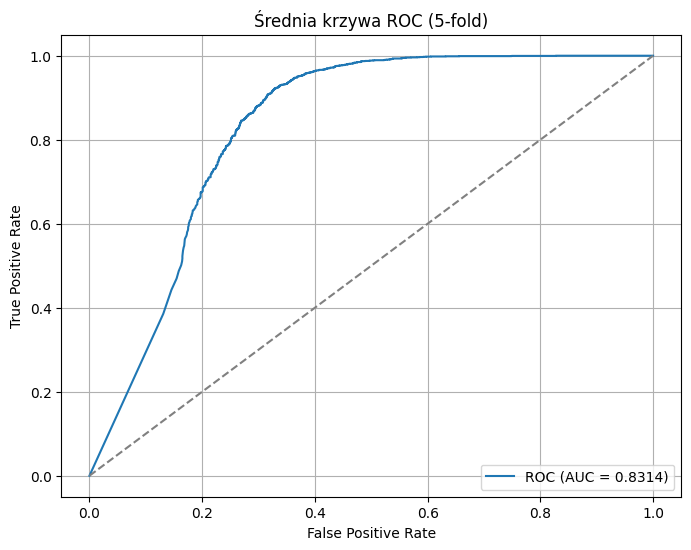 Średnia krzywa ROC (5-fold)
1.0
0.8
0.6
0.4
0.2
0.0
True Positive Rate
0.0 0.2 0.4 0.6 0.8 1.0
False Positive Rate
ROC (AUC = 0.8314)